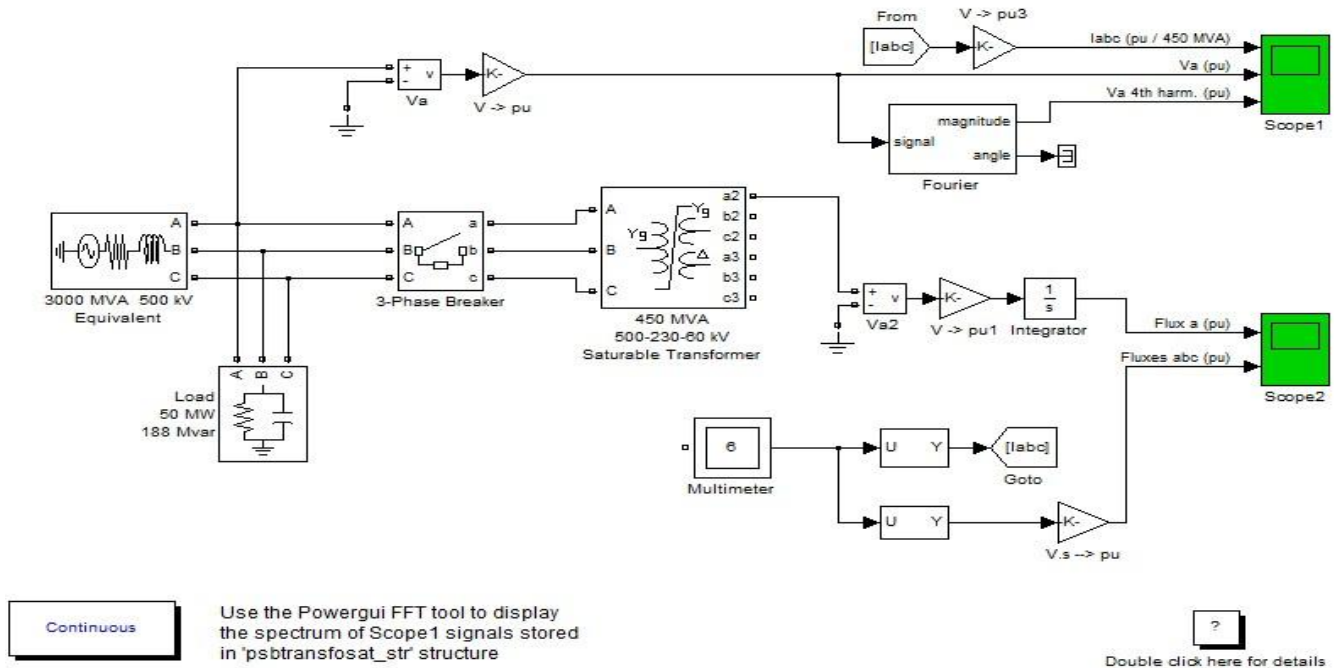 From
V -> pu3
[Iabc]
K-
Iabc (pu / 450 MVA)
Va (pu)
Va 4th harm. (pu)
Scope1
+
-
v
Va
K-
V -> pu
signal
magnitude
angle
Fourier
3000 MVA 500 kV
Equivalent
A
B
C
A
B
C
a
b
c
3-Phase Breaker
A
B
C
Yg
Yg
Δ
a2
b2
c2
a3
b3
c3
450 MVA
500-230-60 kV
Saturable Transformer
+
-
v
Va2
K-
V -> pu1
1
s
Integrator
Flux a (pu)
Fluxes abc (pu)
Scope2
A
B
C
Load
50 MW
188 Mvar
6
Multimeter
U Y
[Iabc]
Goto
U Y
K-
V.s --> pu
Continuous
Use the Powergui FFT tool to display
the spectrum of Scope1 signals stored
in 'psbtransfosat_str' structure
?
Double click here for details